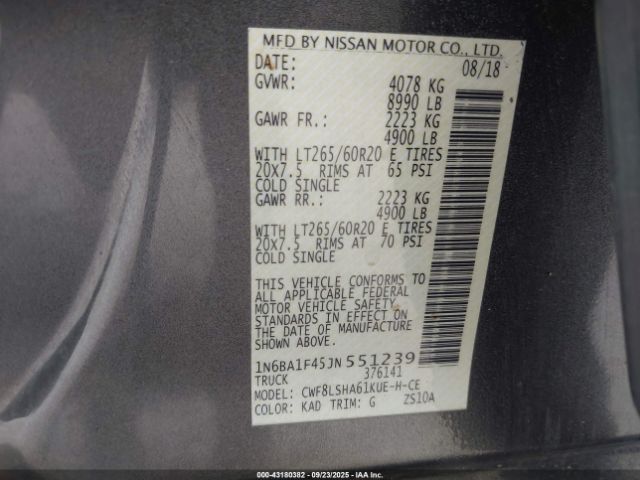 MFD BY NISSAN MOTOR CO., LTD.
DATE: 08/18
GVWR: 4078 KG
8990 LB
GAWR FR.: 2223 KG
4900 LB
WITH LT265/60R20 E TIRES
20X7.5 RIMS AT 65 PSI
COLD SINGLE
GAWR RR.: 2223 KG
4900 LB
WITH LT265/60R20 E TIRES
20X7.5 RIMS AT 70 PSI
COLD SINGLE
THIS VEHICLE CONFORMS TO
ALL APPLICABLE FEDERAL
MOTOR VEHICLE SAFETY
STANDARDS IN EFFECT ON
THE DATE OF MANUFACTURE
SHOWN ABOVE.
1N6BA1F45JN551239
TRUCK 376141
MODEL: CWF8LSHA61KUE-H-CE
COLOR: KAD TRIM: G ZS10A
000-43180382 - 09/23/2025 - IAA Inc.